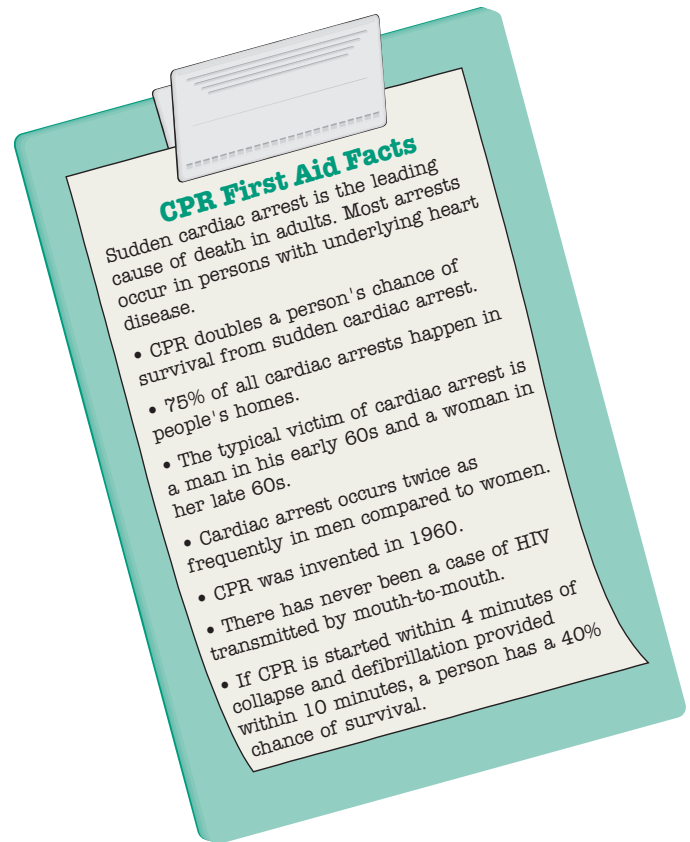 CPR First Aid Facts
Sudden cardiac arrest is the leading
cause of death in adults. Most arrests
occur in persons with underlying heart
disease.
• CPR doubles a person's chance of
survival from sudden cardiac arrest.
• 75% of all cardiac arrests happen in
people's homes.
• The typical victim of cardiac arrest is
a man in his early 60s and a woman in
her late 60s.
• Cardiac arrest occurs twice as
frequently in men compared to women.
• CPR was invented in 1960.
• There has never been a case of HIV
transmitted by mouth-to-mouth.
• If CPR is started within 4 minutes of
collapse and defibrillation provided
within 10 minutes, a person has a 40%
chance of survival.